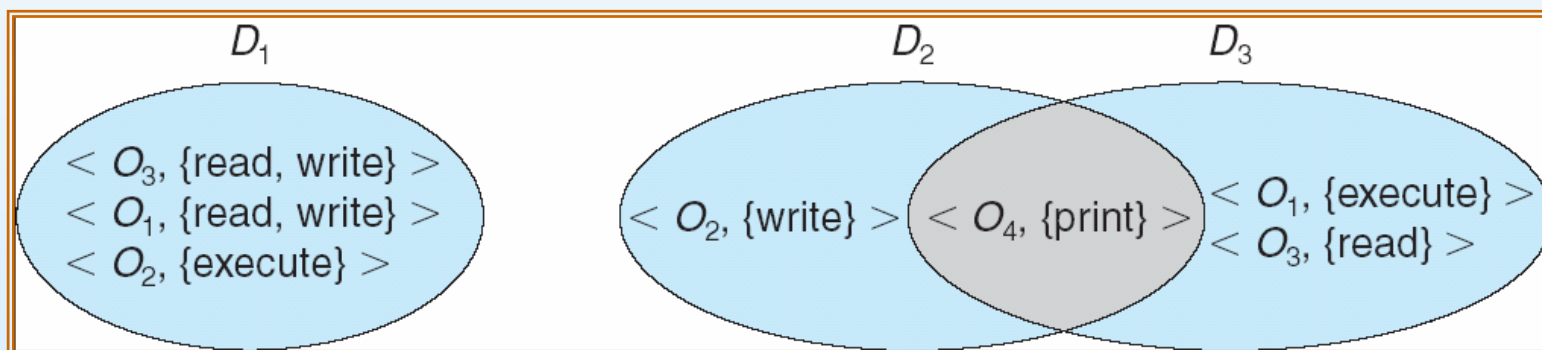 D₁
D₂
D₃
< O₃, {read, write} >
< O₁, {read, write} >
< O₂, {execute} >
< O₂, {write} >
< O₄, {print} >
< O₁, {execute} >
< O₃, {read} >